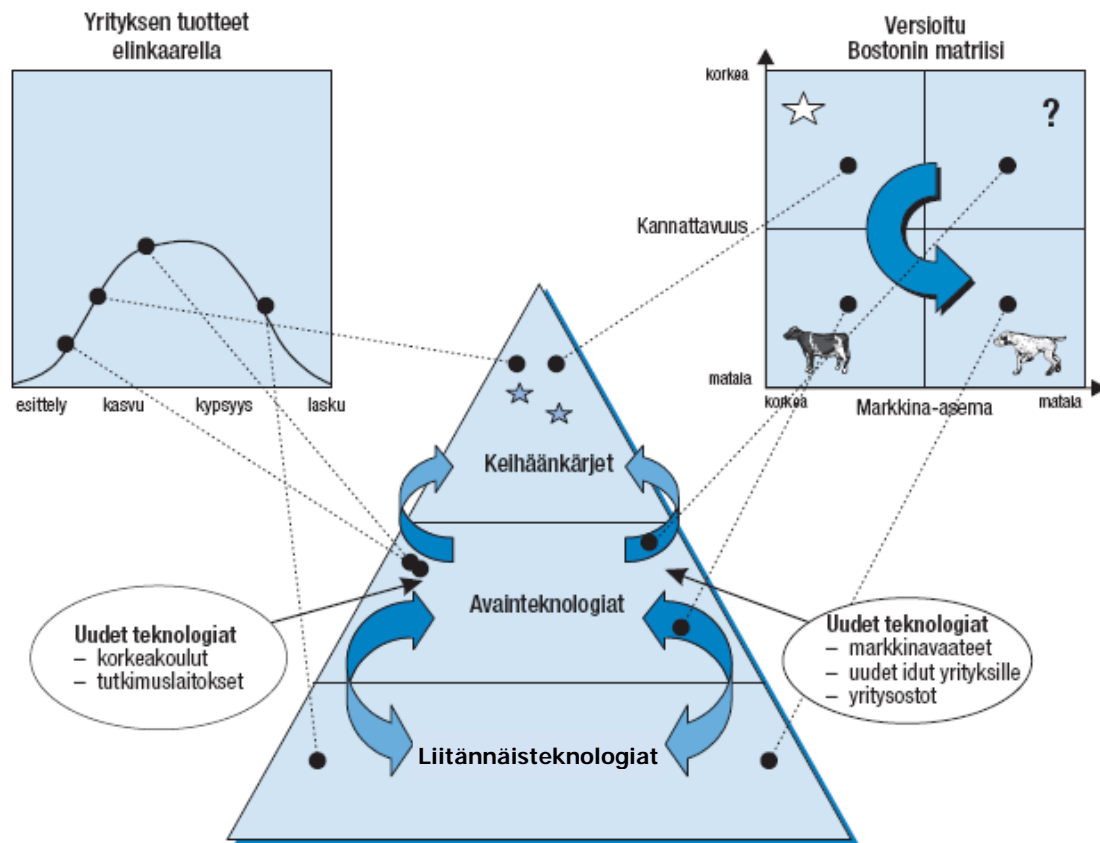 Yrityksen tuotteet
elinkaarella
esittely kasvu kypsyys lasku
Versioitu
Bostonin matriisi
korkea
?
Kannattavuus
matala
korkea Markkina-asema matala
Keihäänkärjet
Avainteknologiat
Liitännäisteknologiat
Uudet teknologiat
– korkeakoulut
– tutkimuslaitokset
Uudet teknologiat
– markkinavaateet
– uudet idut yrityksille
– yritysostot